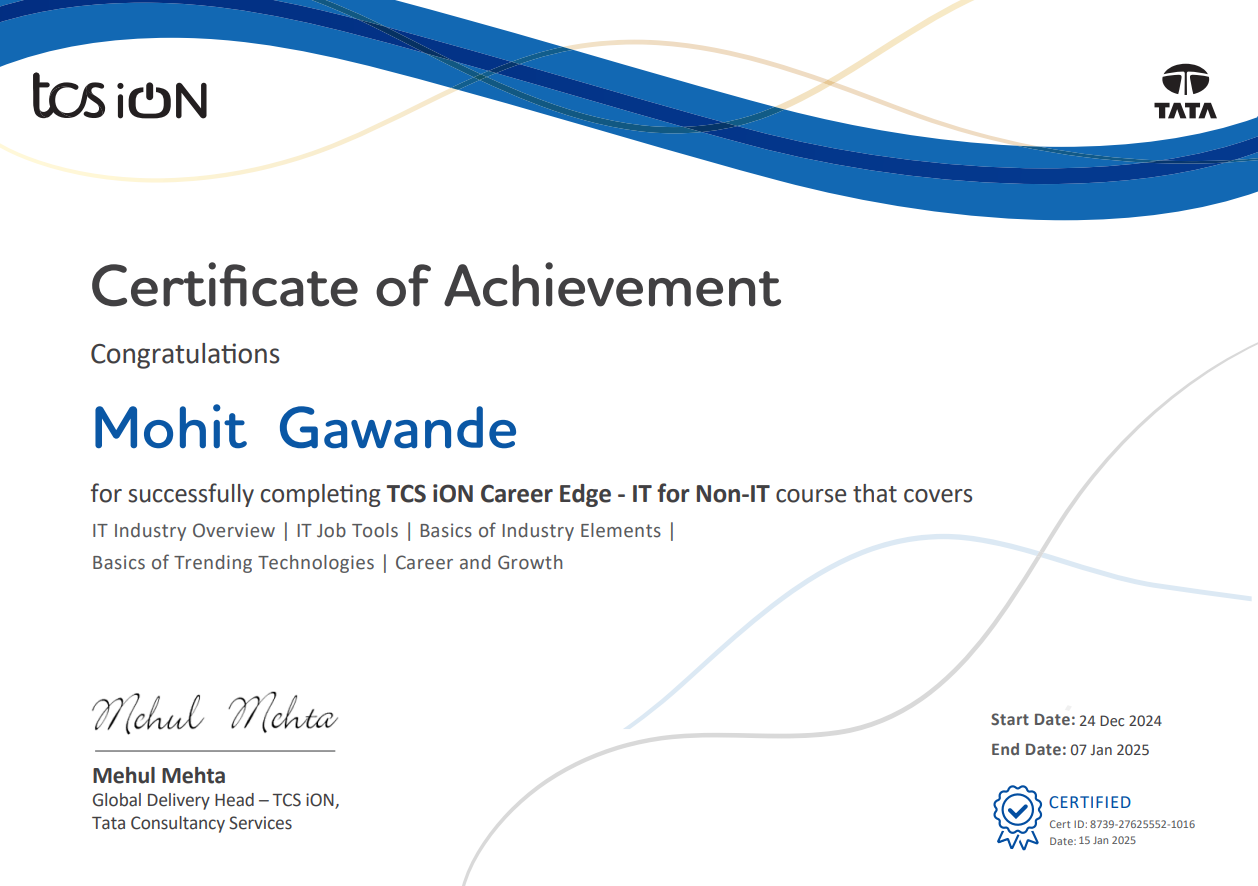 tcs iON
TATA
Certificate of Achievement
Congratulations
Mohit Gawande
for successfully completing TCS iON Career Edge - IT for Non-IT course that covers
IT Industry Overview | IT Job Tools | Basics of Industry Elements |
Basics of Trending Technologies | Career and Growth
Mehul Mehta
Mehul Mehta
Global Delivery Head – TCS iON,
Tata Consultancy Services
Start Date: 24 Dec 2024
End Date: 07 Jan 2025
CERTIFIED
Cert ID: 8739-27625552-1016
Date: 15 Jan 2025